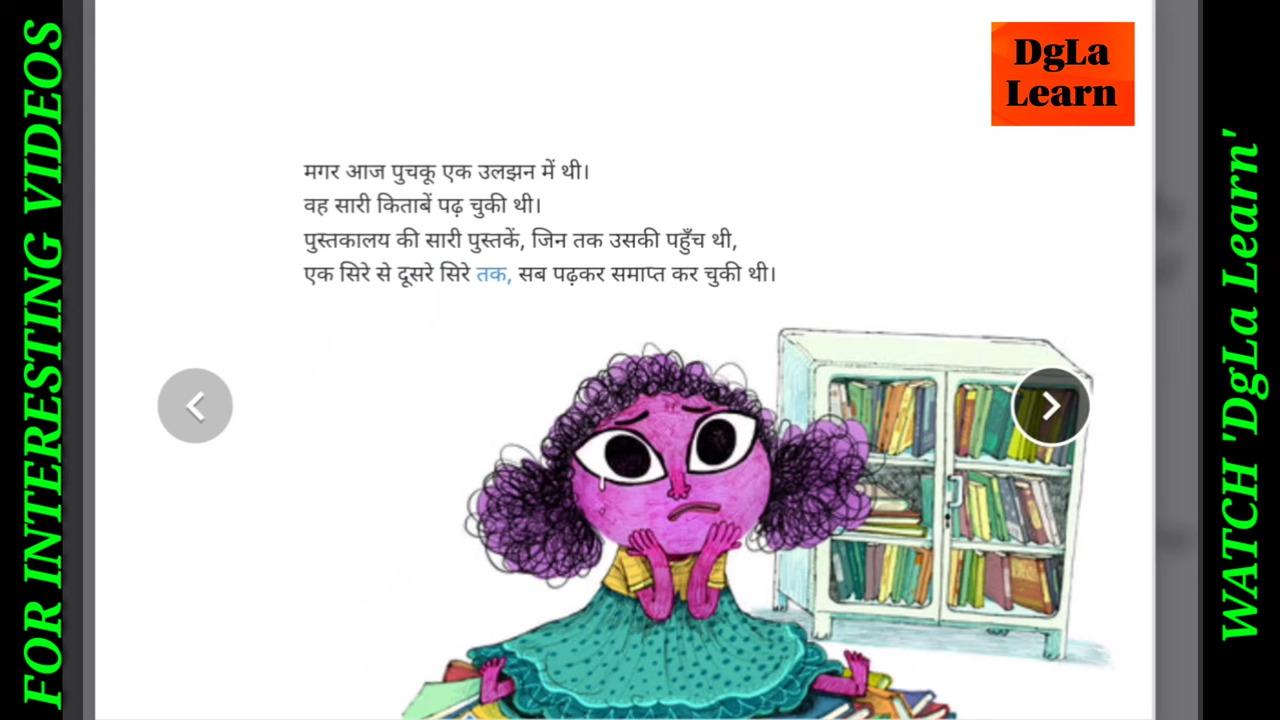 FOR INTERESTING VIDEOS
DgLa
Learn
मगर आज पुचकू एक उलझन में थी।
वह सारी किताबें पढ़ चुकी थी।
पुस्तकालय की सारी पुस्तकें, जिन तक उसकी पहुँच थी,
एक सिरे से दूसरे सिरे तक, सब पढ़कर समाप्त कर चुकी थी।
WATCH 'DgLa Learn'